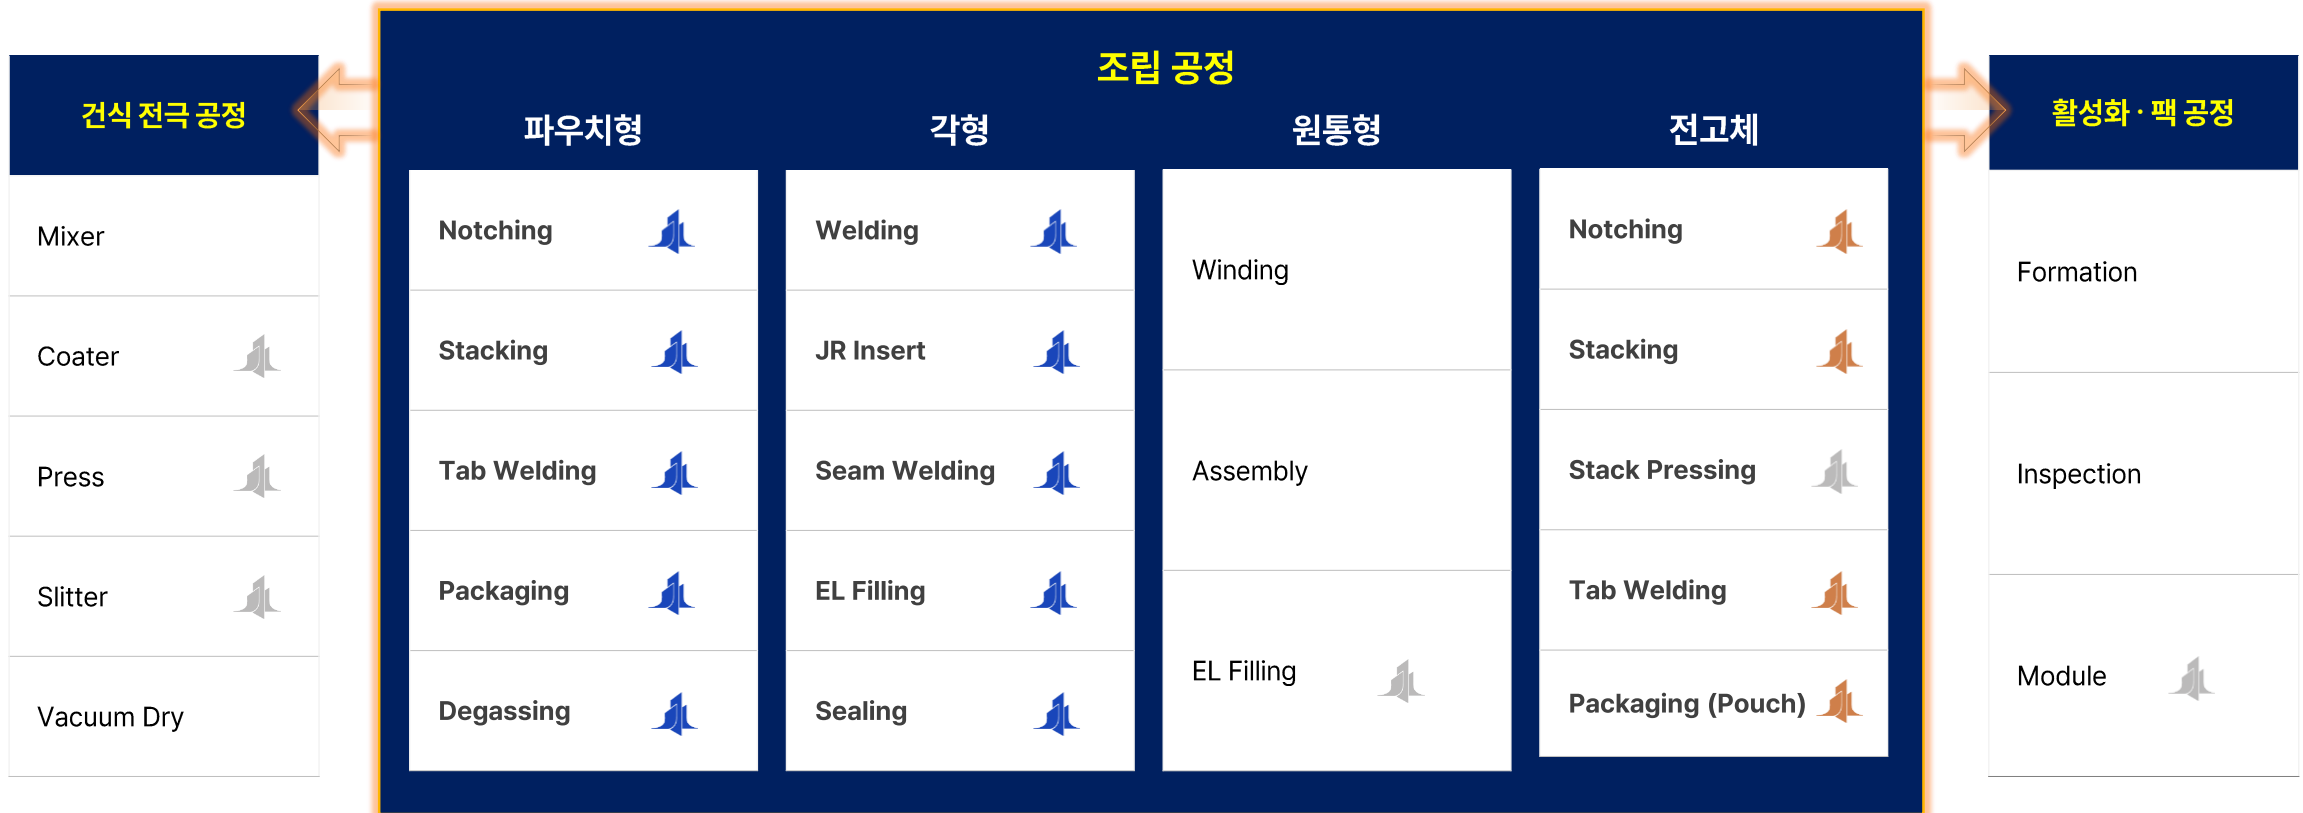 조립 공정
건식 전극 공정
Mixer
Coater
Press
Slitter
Vacuum Dry
파우치형
Notching
Stacking
Tab Welding
Packaging
Degassing
각형
Welding
JR Insert
Seam Welding
EL Filling
Sealing
원통형
Winding
Assembly
EL Filling
전고체
Notching
Stacking
Stack Pressing
Tab Welding
Packaging (Pouch)
활성화 · 팩 공정
Formation
Inspection
Module